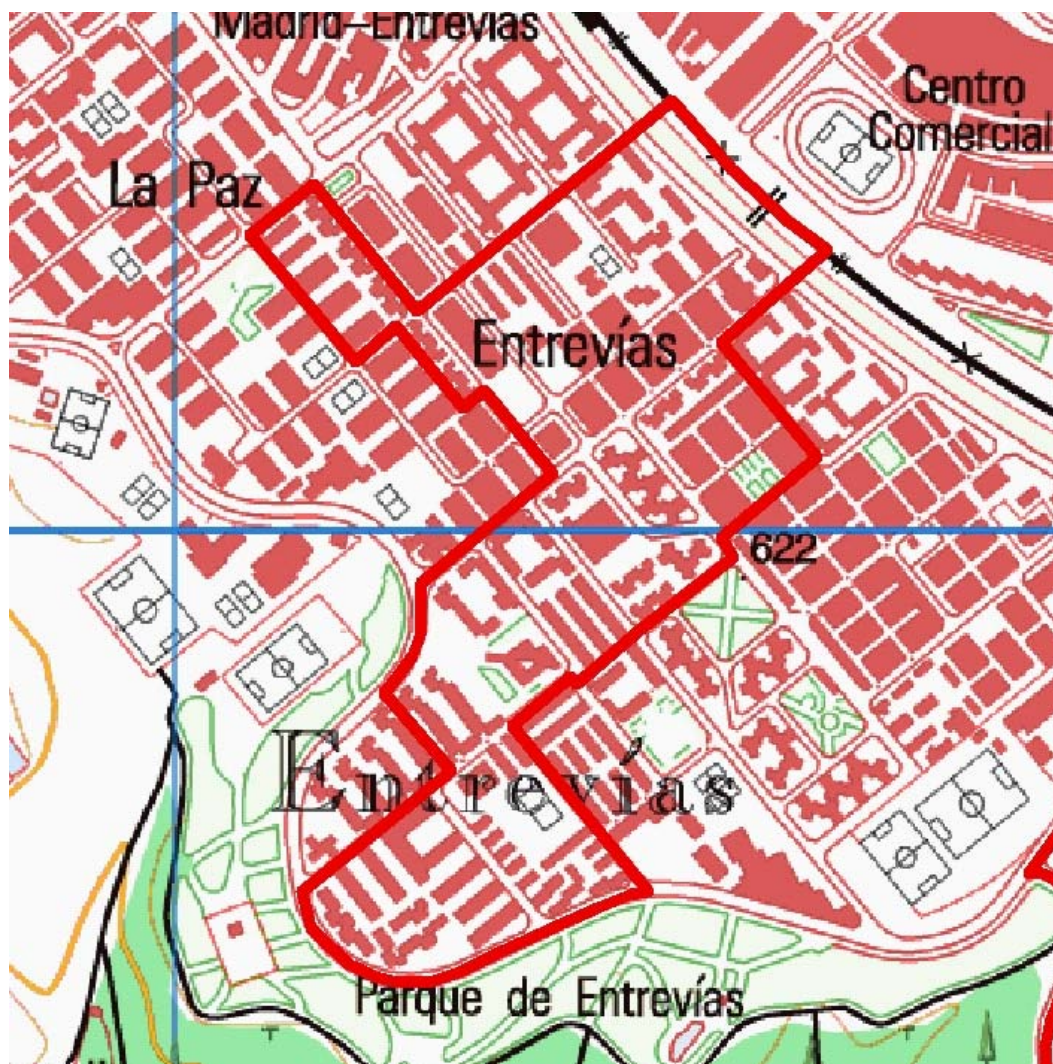 Madrid–Entrevías
Centro
Comercial
La Paz
Entrevías
622
Entrevías
Parque de Entrevías